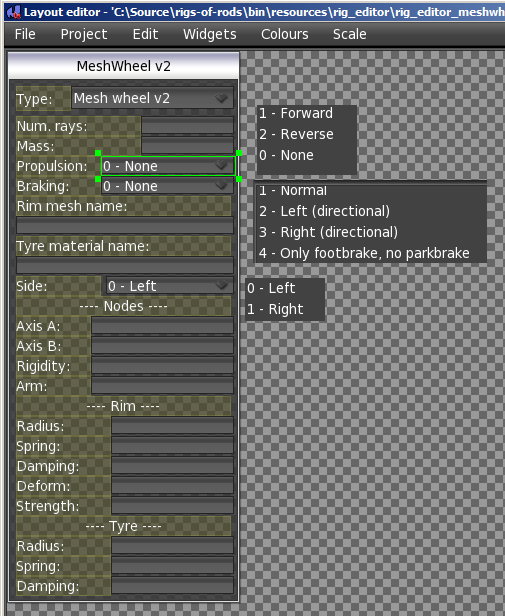 Layout editor - 'C:\Source\rigs-of-rods\bin\resources\rig_editor\rig_editor_meshwh
File Project Edit Widgets Colours Scale
MeshWheel v2
Type: Mesh wheel v2
Num. rays:
Mass:
Propulsion: 0 - None
Braking: 0 - None
Rim mesh name:
Tyre material name:
Side: 0 - Left
---- Nodes ----
Axis A:
Axis B:
Rigidity:
Arm:
---- Rim ----
Radius:
Spring:
Damping:
Deform:
Strength:
---- Tyre ----
Radius:
Spring:
Damping:
1 - Forward
2 - Reverse
0 - None
1 - Normal
2 - Left (directional)
3 - Right (directional)
4 - Only footbrake, no parkbrake
0 - Left
1 - Right